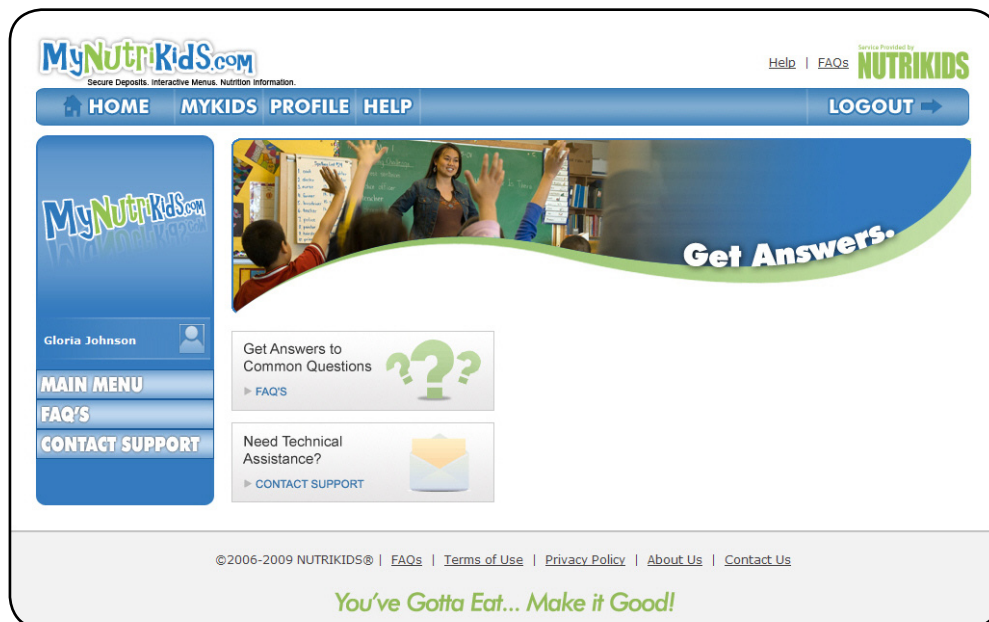 MyNutriKids.com
Secure Deposits. Interactive Menus. Nutrition Information.
Help | FAQs
Service Provided by
NUTRIKIDS
HOME MYKIDS PROFILE HELP LOGOUT
MyNutriKids.com
Get Answers.
Gloria Johnson
MAIN MENU
FAQ'S
CONTACT SUPPORT
Get Answers to
Common Questions
FAQ'S
Need Technical
Assistance?
CONTACT SUPPORT
©2006-2009 NUTRIKIDS® | FAQs | Terms of Use | Privacy Policy | About Us | Contact Us
You've Gotta Eat... Make it Good!